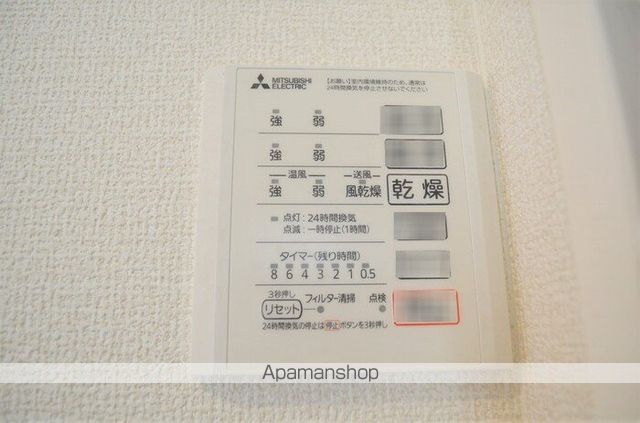 MITSUBISHI
ELECTRIC
【お願い】室内環境維持のため、通常は
24時間換気を停止させないでください
強 弱
強 弱
温風 送風
強 弱 風乾燥 乾燥
点灯：24時間換気
点滅：一時停止(1時間)
タイマー(残り時間)
8 6 4 3 2 1 0.5
3秒押し
リセット フィルター清掃 点検
24時間換気の停止は停止ボタンを3秒押し
Apamanshop